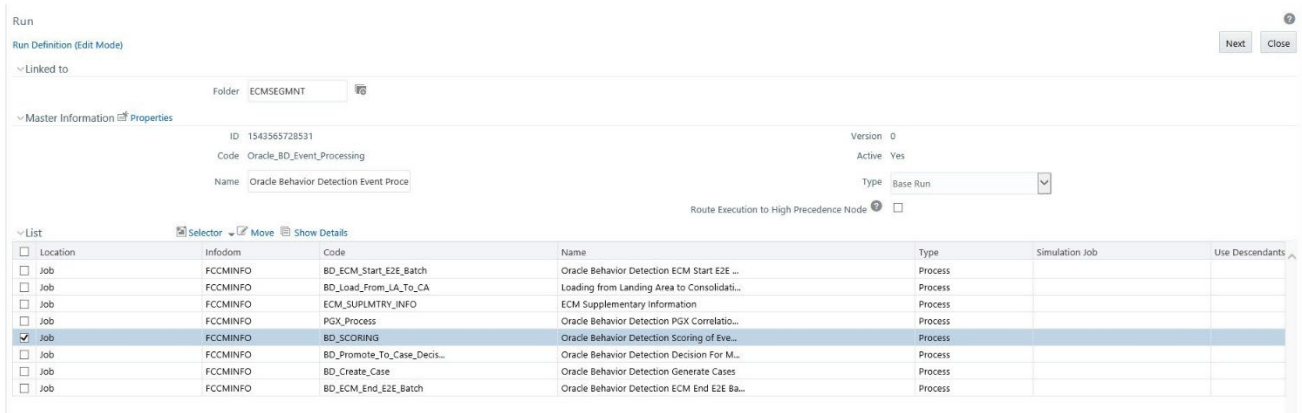 Run
Run Definition (Edit Mode)
Next Close
Linked to
Folder ECMSEGMNT
Master Information Properties
ID 1543565728531 Version 0
Code Oracle_BD_Event_Processing Active Yes
Name Oracle Behavior Detection Event Proce Type Base Run
Route Execution to High Precedence Node
List Selector Move Show Details
Location Infodom Code Name Type Simulation Job Use Descendants
Job FCCMINFO BD_ECM_Start_E2E_Batch Oracle Behavior Detection ECM Start E2E ... Process
Job FCCMINFO BD_Load_From_LA_To_CA Loading from Landing Area to Consolidati... Process
Job FCCMINFO ECM_SUPLMTRY_INFO ECM Supplementary Information Process
Job FCCMINFO PGX_Process Oracle Behavior Detection PGX Correlatio... Process
Job FCCMINFO BD_SCORING Oracle Behavior Detection Scoring of Eve... Process
Job FCCMINFO BD_Promote_To_Case_Decis... Oracle Behavior Detection Decision For M... Process
Job FCCMINFO BD_Create_Case Oracle Behavior Detection Generate Cases Process
Job FCCMINFO BD_ECM_End_E2E_Batch Oracle Behavior Detection ECM End E2E Ba... Process